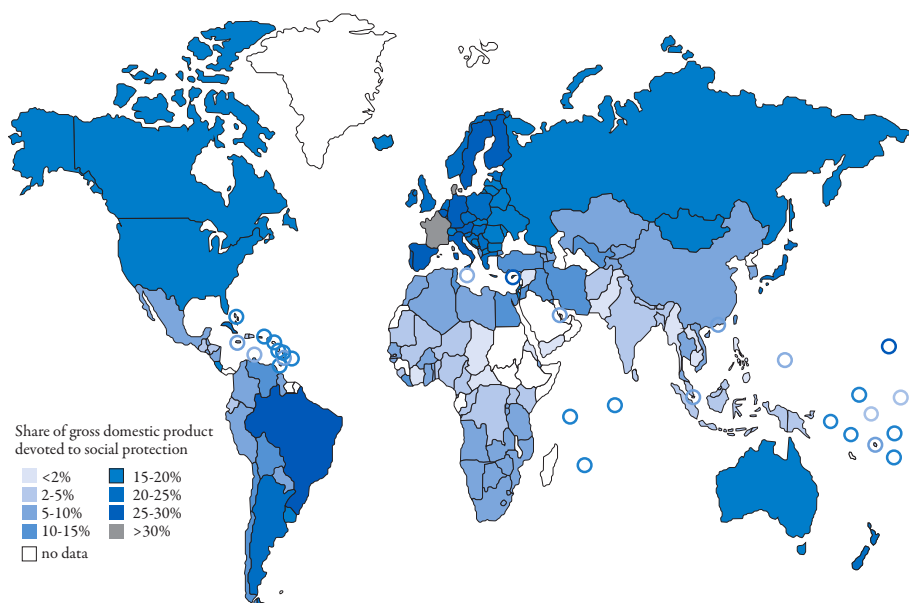 Share of gross domestic product
devoted to social protection
<2%
2-5%
5-10%
10-15%
no data
15-20%
20-25%
25-30%
>30%